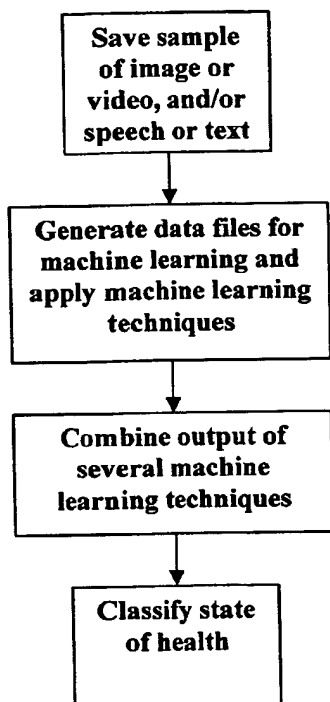 Save sample
of image or
video, and/or
speech or text
Generate data files for
machine learning and
apply machine learning
techniques
Combine output of
several machine
learning techniques
Classify state
of health